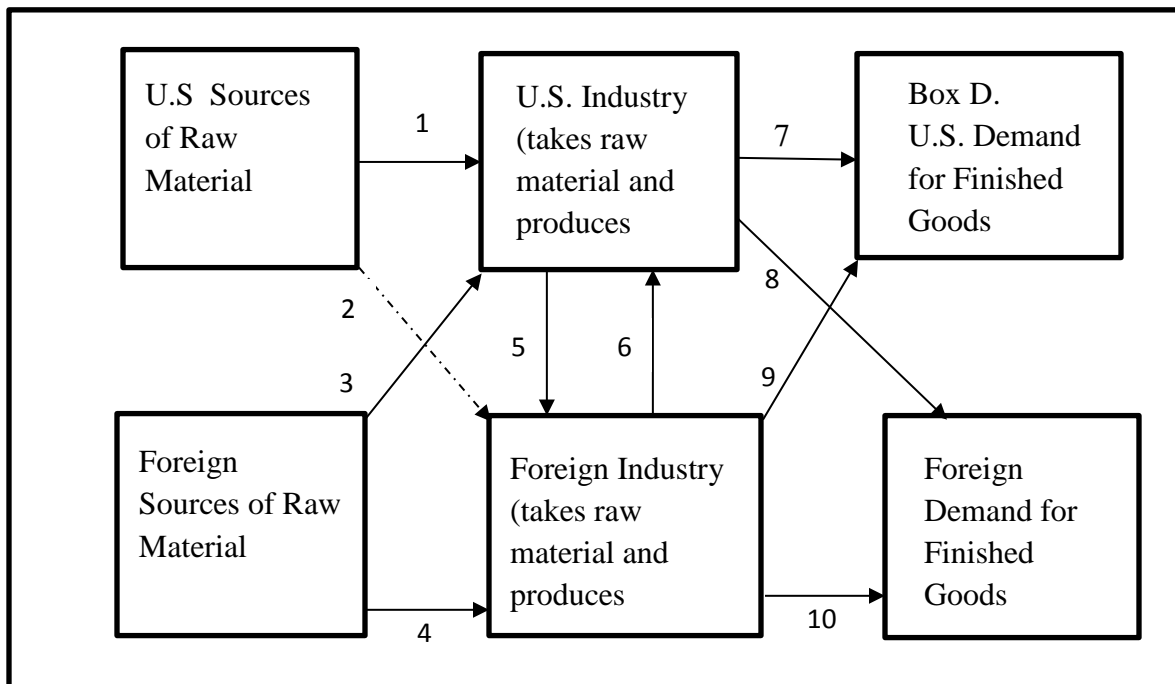 U.S Sources
of Raw
Material
1
U.S. Industry
(takes raw
material and
produces
7
Box D.
U.S. Demand
for Finished
Goods
2
3
5
6
8
9
Foreign
Sources of Raw
Material
4
Foreign Industry
(takes raw
material and
produces
10
Foreign
Demand for
Finished
Goods